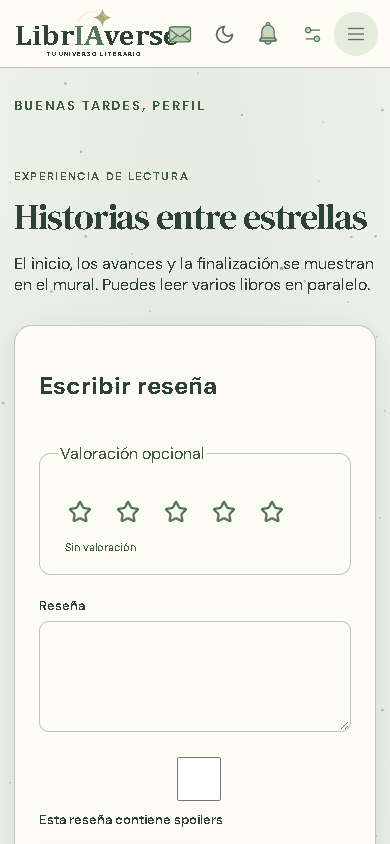 LibrIAverse
TU UNIVERSO LITERARIO
BUENAS TARDES, PERFIL
EXPERIENCIA DE LECTURA
Historias entre estrellas
El inicio, los avances y la finalización se muestran
en el mural. Puedes leer varios libros en paralelo.
Escribir reseña
Valoración opcional
Sin valoración
Reseña
Esta reseña contiene spoilers